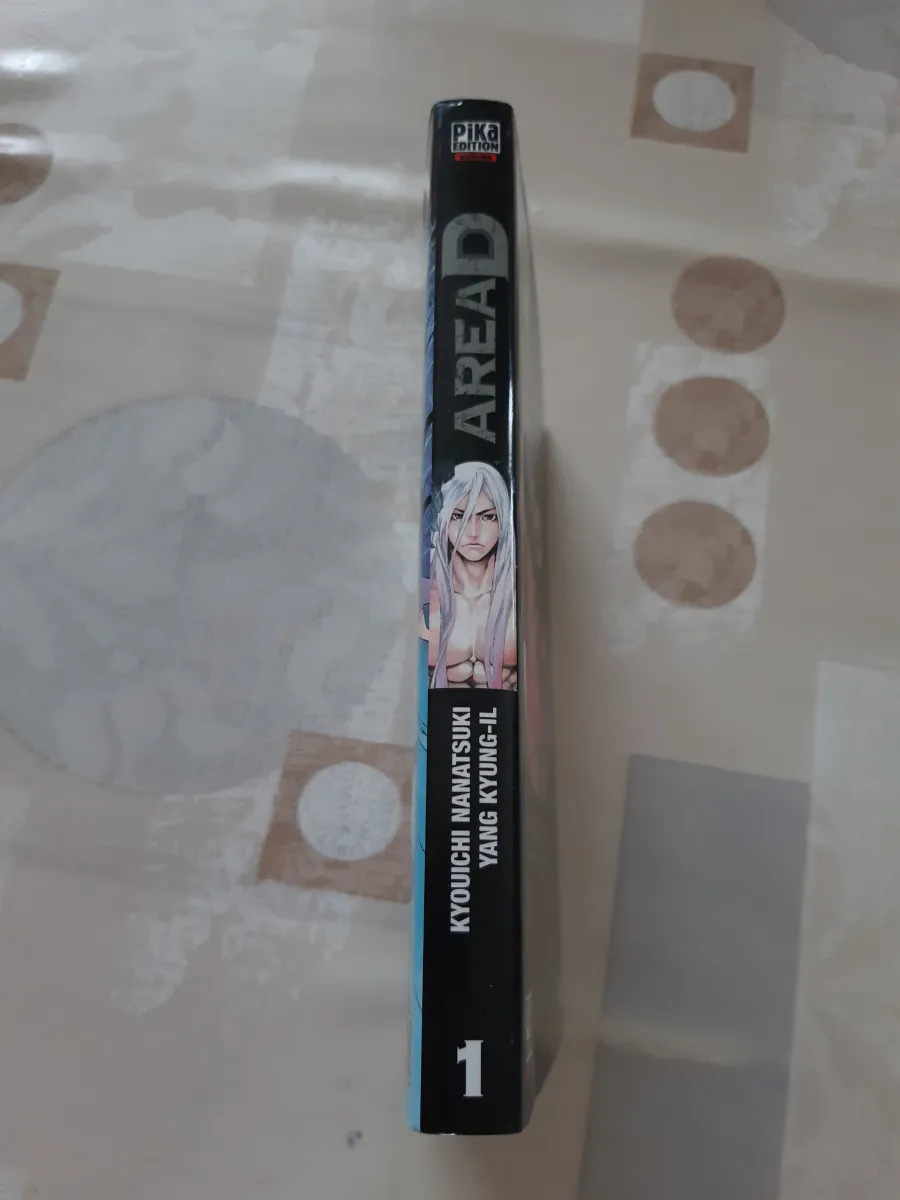 PiKa
EDITION
AREA D
KYOUICHI NANATSUKI
YANG KYUNG-IL
1